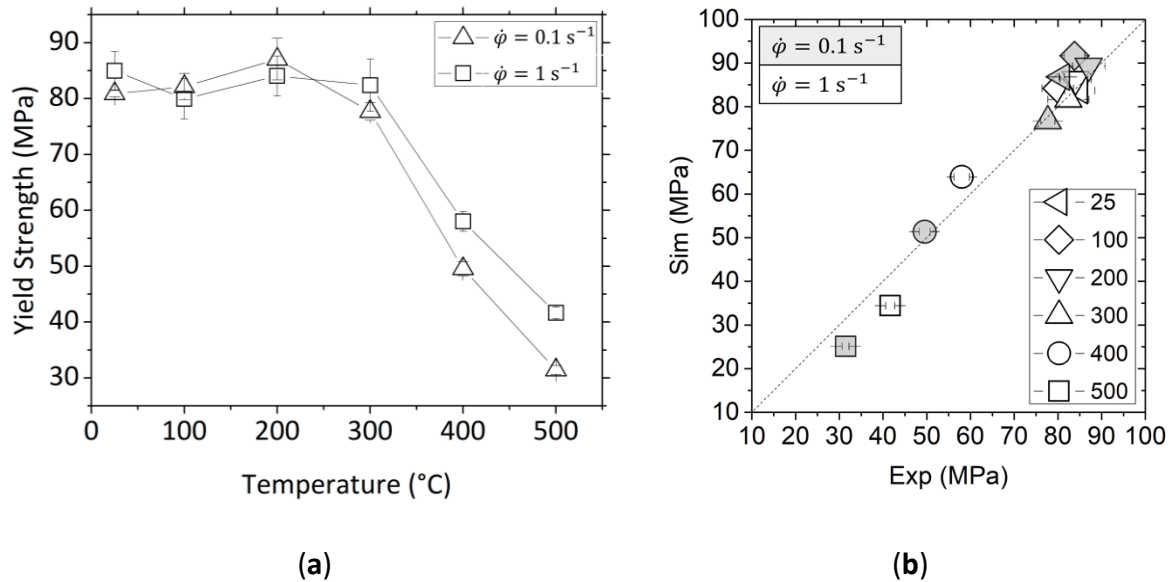 90
80
70
60
50
40
30
Yield Strength (MPa)
φ̇ = 0.1 s⁻¹
φ̇ = 1 s⁻¹
0 100 200 300 400 500
Temperature (°C)
(a)
100
90
80
70
60
50
40
30
20
10
Sim (MPa)
φ̇ = 0.1 s⁻¹
φ̇ = 1 s⁻¹
25
100
200
300
400
500
10 20 30 40 50 60 70 80 90 100
Exp (MPa)
(b)